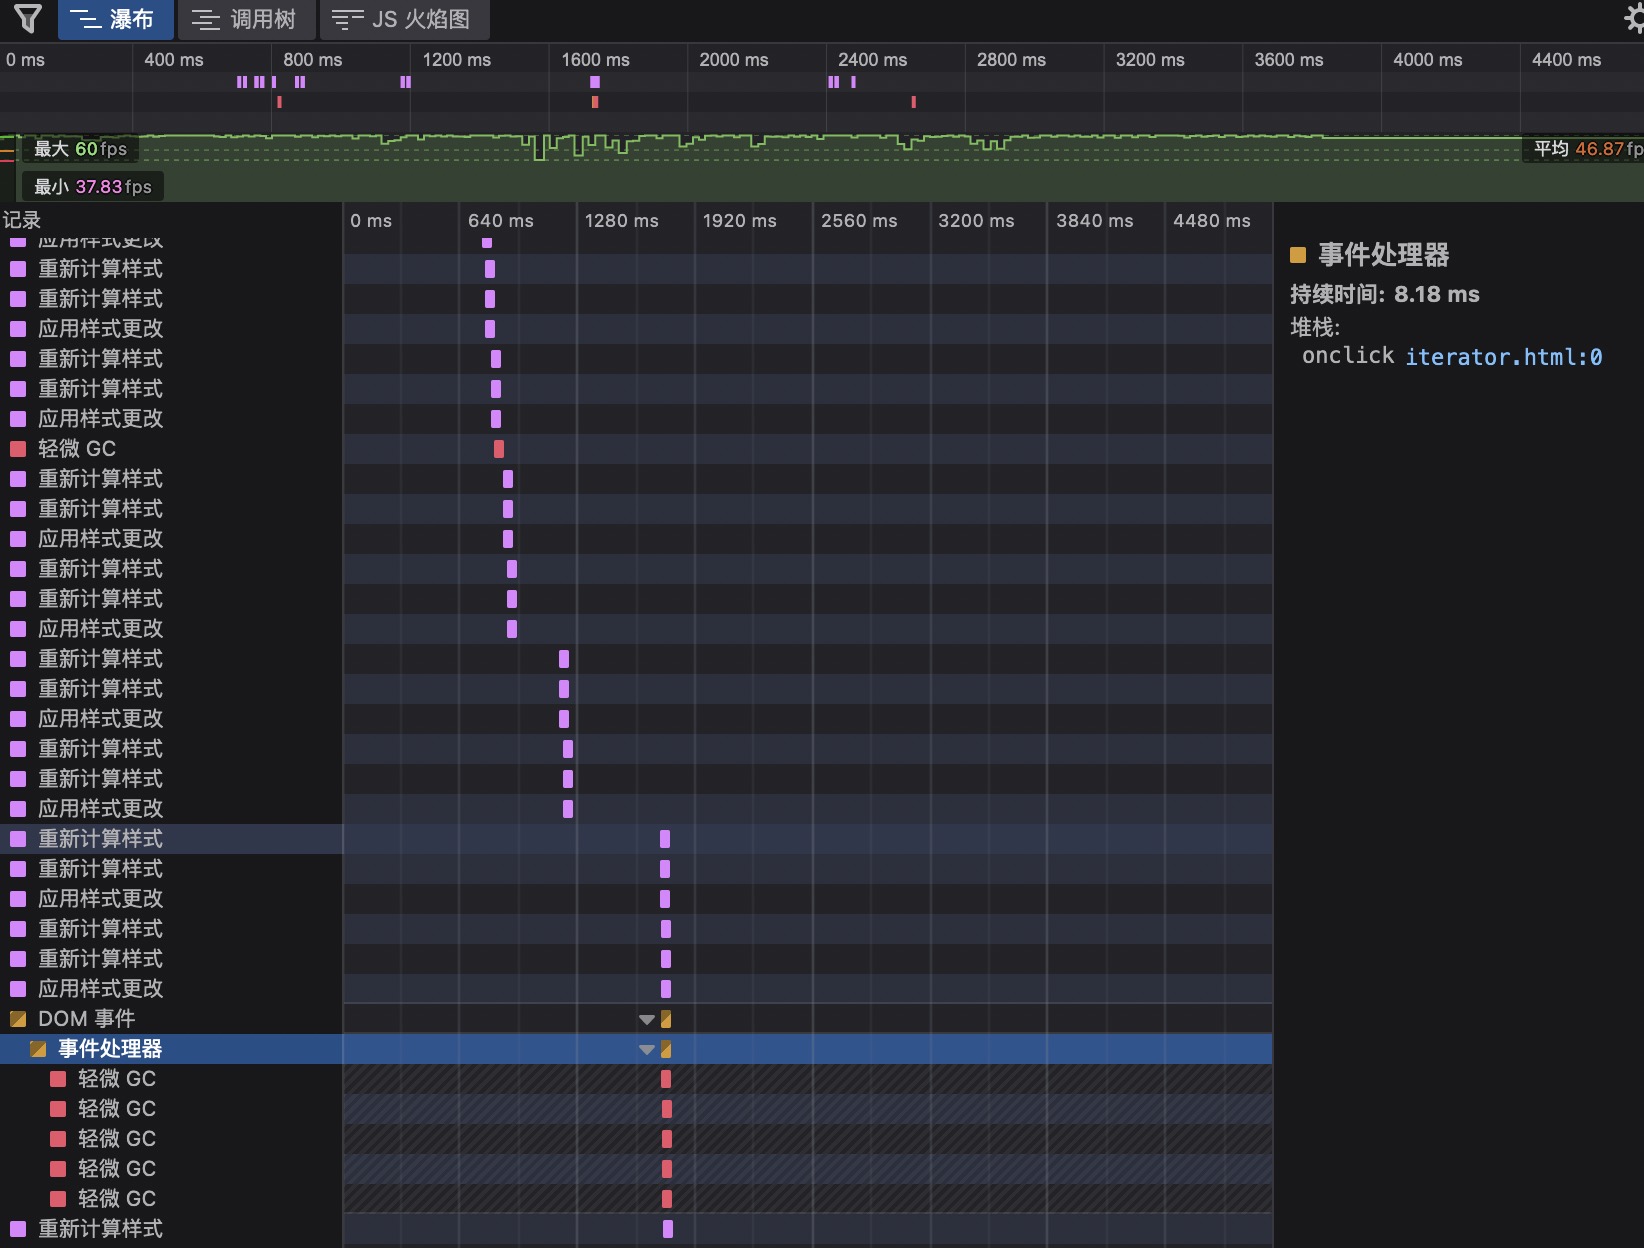 瀑布 调用树 JS 火焰图
0 ms 400 ms 800 ms 1200 ms 1600 ms 2000 ms 2400 ms 2800 ms 3200 ms 3600 ms 4000 ms 4400 ms
最大 60fps 平均 46.87fp
最小 37.83fps
记录 0 ms 640 ms 1280 ms 1920 ms 2560 ms 3200 ms 3840 ms 4480 ms
应用样式更改
重新计算样式
重新计算样式
应用样式更改
重新计算样式
重新计算样式
应用样式更改
轻微 GC
重新计算样式
重新计算样式
应用样式更改
重新计算样式
重新计算样式
应用样式更改
重新计算样式
重新计算样式
应用样式更改
重新计算样式
重新计算样式
应用样式更改
重新计算样式
重新计算样式
应用样式更改
重新计算样式
重新计算样式
应用样式更改
DOM 事件
事件处理器
轻微 GC
轻微 GC
轻微 GC
轻微 GC
轻微 GC
重新计算样式
事件处理器
持续时间: 8.18 ms
堆栈:
onclick iterator.html:0